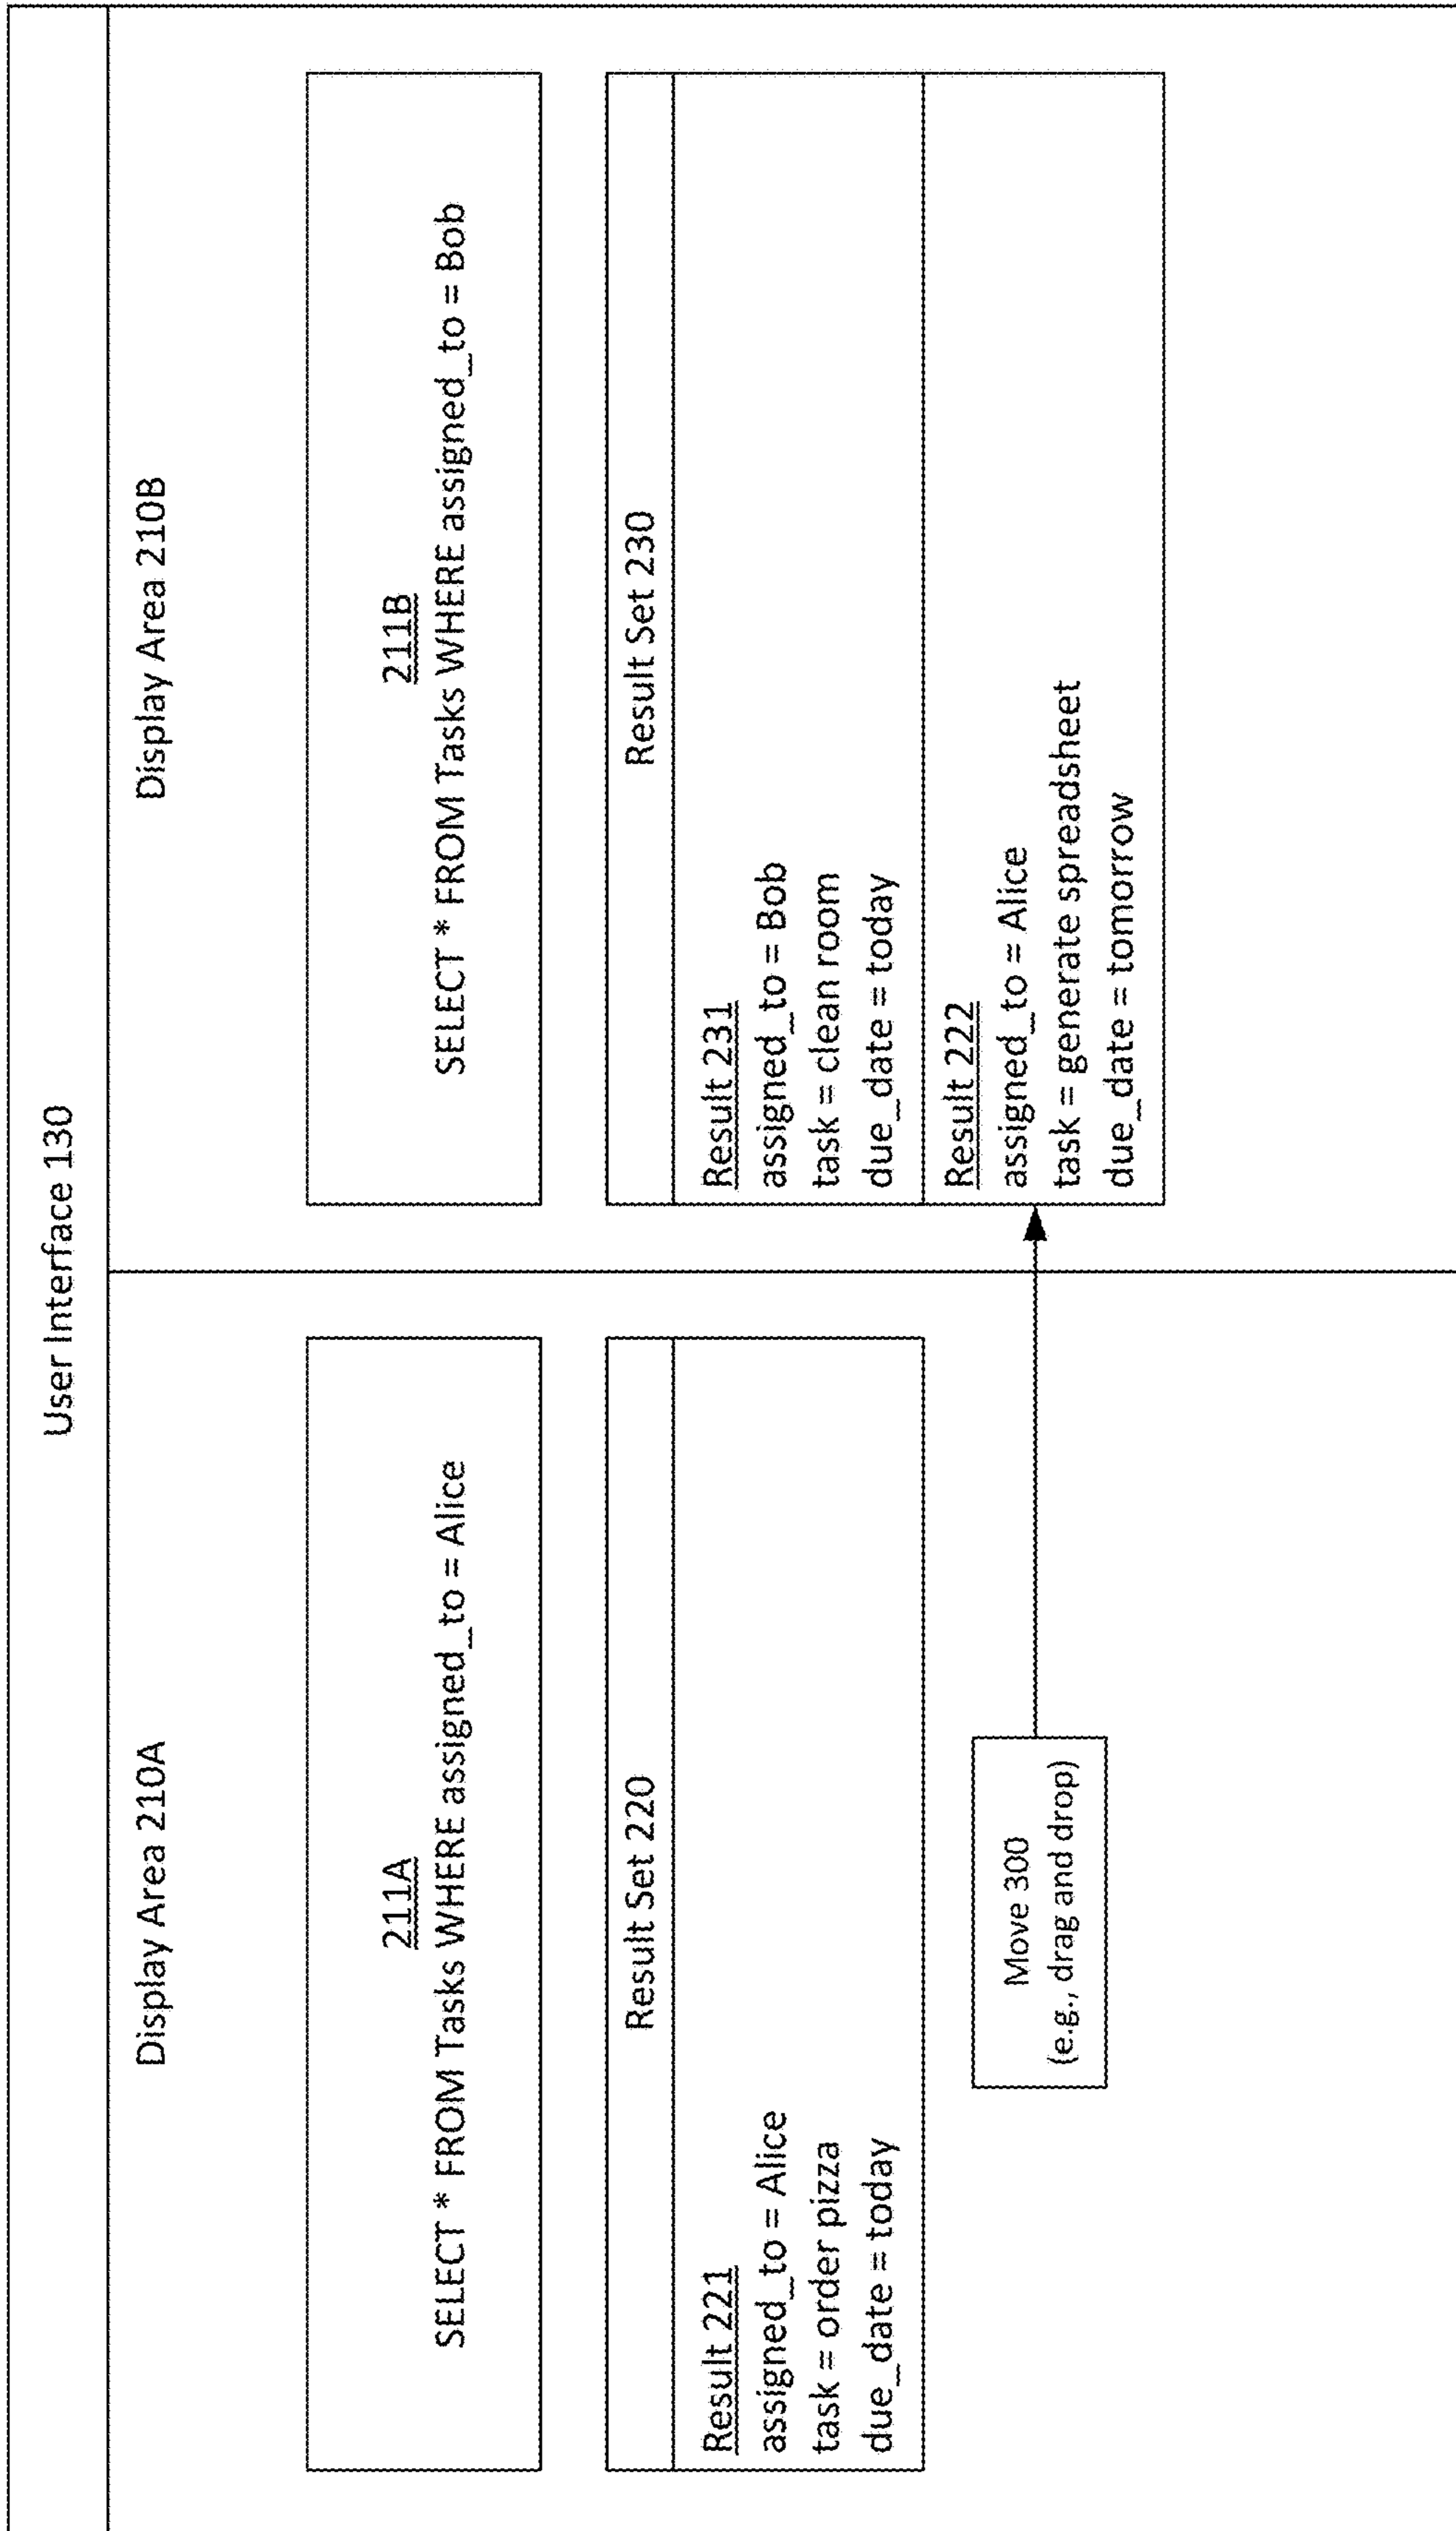 User Interface 130
Display Area 210A
211A
SELECT * FROM Tasks WHERE assigned_to = Alice
Result Set 220
Result 221
assigned_to = Alice
task = order pizza
due_date = today
Move 300
(e.g., drag and drop)
Display Area 210B
211B
SELECT * FROM Tasks WHERE assigned_to = Bob
Result Set 230
Result 231
assigned_to = Bob
task = clean room
due_date = today
Result 222
assigned_to = Alice
task = generate spreadsheet
due_date = tomorrow